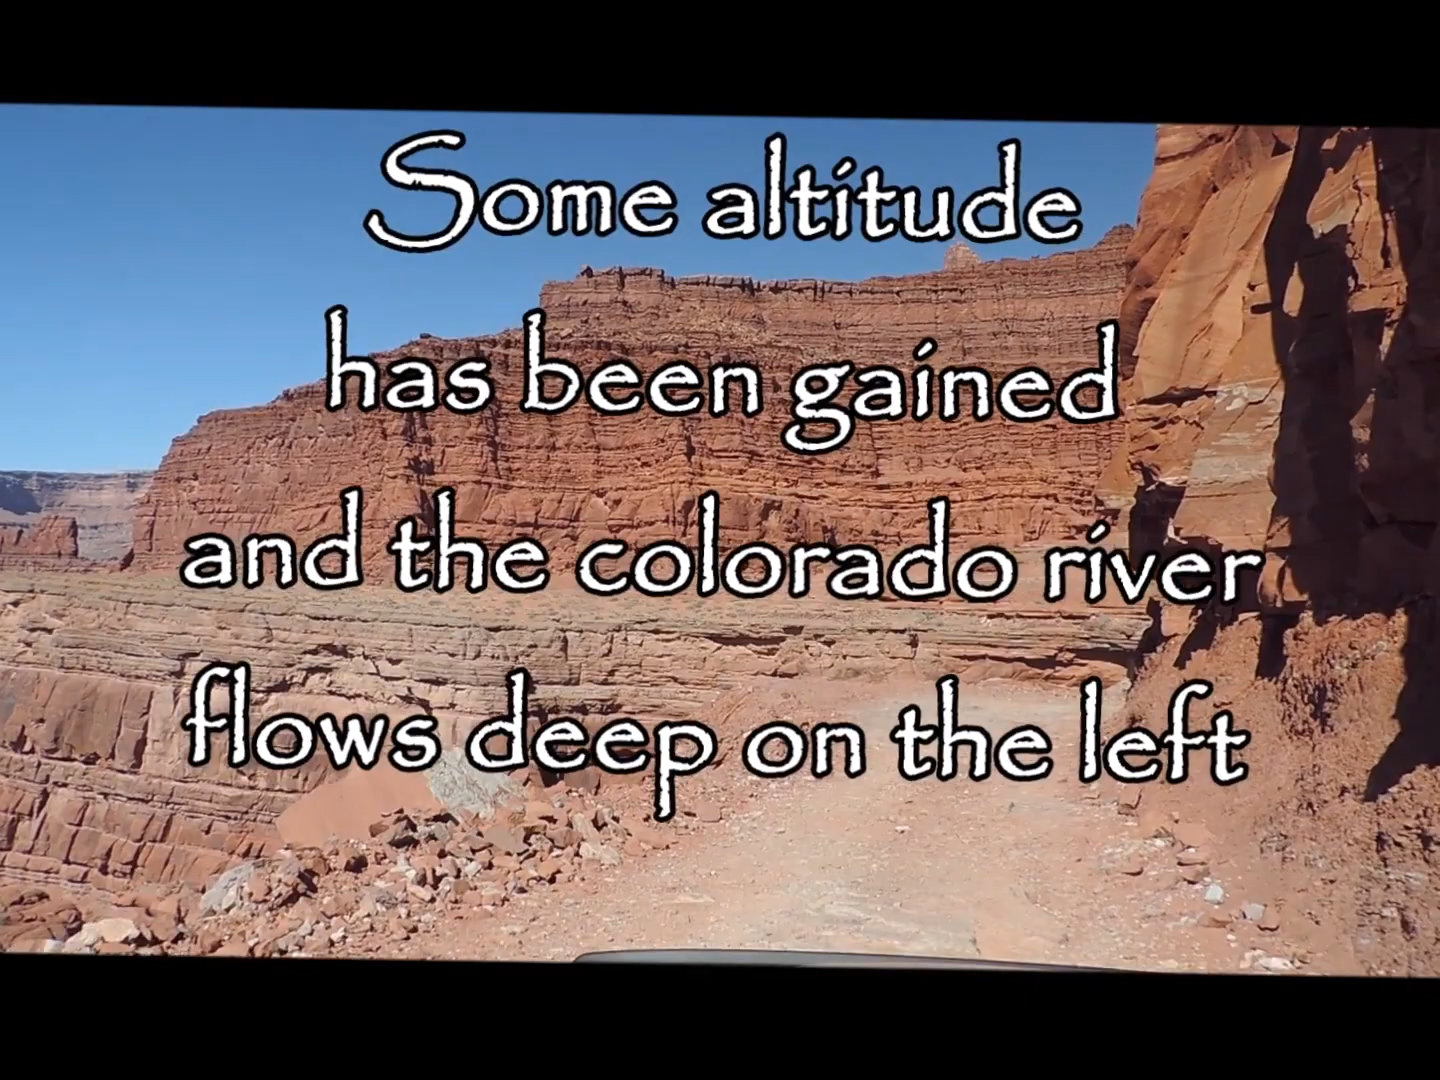 Some altitude
has been gained
and the colorado river
flows deep on the left